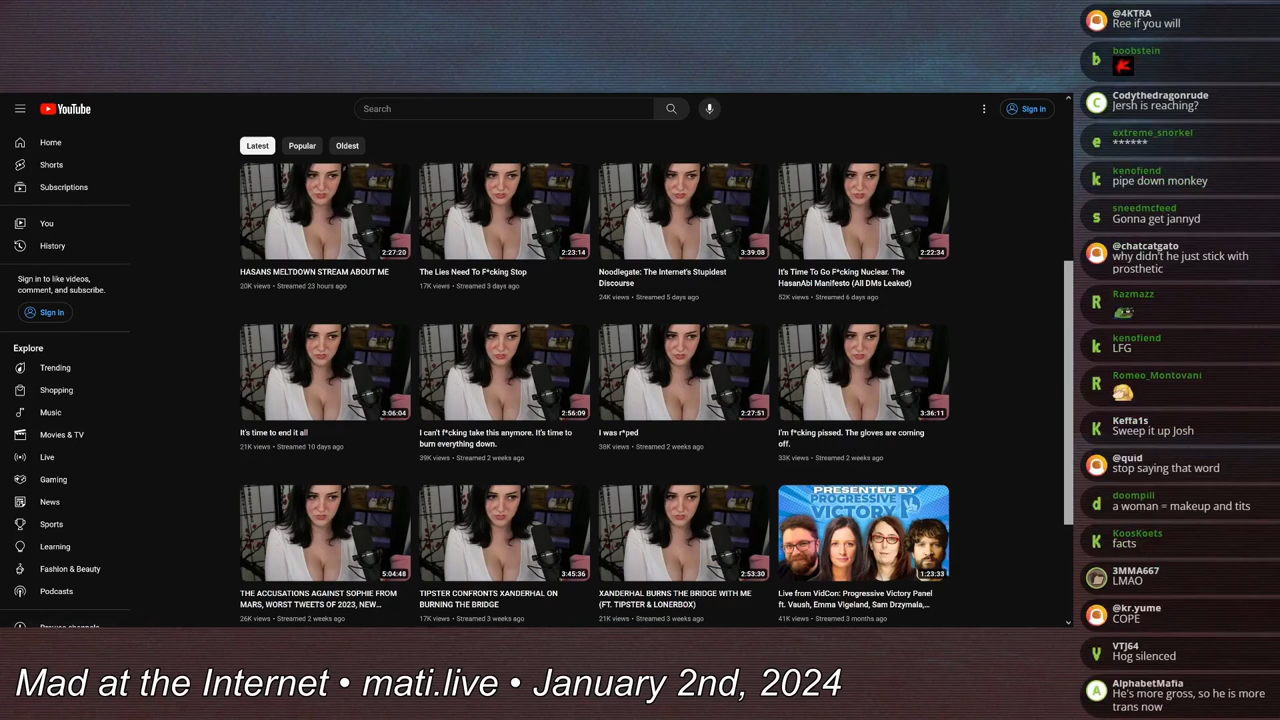 YouTube
Search
Sign in
Home
Shorts
Subscriptions
You
History
Sign in to like videos,
comment, and subscribe.
Sign in
Explore
Trending
Shopping
Music
Movies & TV
Live
Gaming
News
Sports
Learning
Fashion & Beauty
Podcasts
Browse channels
Latest
Popular
Oldest
2:27:20
2:23:14
3:39:08
2:22:34
HASANS MELTDOWN STREAM ABOUT ME
20K views • Streamed 23 hours ago
The Lies Need To F*cking Stop
17K views • Streamed 3 days ago
Noodlegate: The Internet's Stupidest
Discourse
24K views • Streamed 5 days ago
It's Time To Go F*cking Nuclear. The
HasanAbi Manifesto (All DMs Leaked)
52K views • Streamed 6 days ago
3:06:04
2:56:09
2:27:51
3:36:11
It's time to end it all
21K views • Streamed 10 days ago
I can't f*cking take this anymore. It's time to
burn everything down.
39K views • Streamed 2 weeks ago
I was r*ped
38K views • Streamed 2 weeks ago
I'm f*cking pissed. The gloves are coming
off.
33K views • Streamed 2 weeks ago
PRESENTED BY
PROGRESSIVE
VICTORY
5:04:48
3:45:36
2:53:30
1:23:33
THE ACCUSATIONS AGAINST SOPHIE FROM
MARS, WORST TWEETS OF 2023, NEW...
26K views • Streamed 2 weeks ago
TIPSTER CONFRONTS XANDERHAL ON
BURNING THE BRIDGE
17K views • Streamed 3 weeks ago
XANDERHAL BURNS THE BRIDGE WITH ME
(FT. TIPSTER & LONERBOX)
21K views • Streamed 3 weeks ago
Live from VidCon: Progressive Victory Panel
ft. Vaush, Emma Vigeland, Sam Drzymala,...
41K views • Streamed 3 months ago
@4KTRA
Ree if you will
b
boobstein
C
Codythedragonrude
Jersh is reaching?
e
extreme_snorkel
******
k
kenofiend
pipe down monkey
s
sneedmcfeed
Gonna get jannyd
@chatcatgato
why didn't he just stick with
prosthetic
R
Razmazz
k
kenofiend
LFG
R
Romeo_Montovani
K
Keffa1s
Sweep it up Josh
@quid
stop saying that word
d
doompill
a woman = makeup and tits
K
KoosKoets
facts
3MMA667
LMAO
@kr.yume
COPE
V
VTJ64
Hog silenced
A
AlphabetMafia
He's more gross, so he is more
trans now
Mad at the Internet • mati.live • January 2nd, 2024